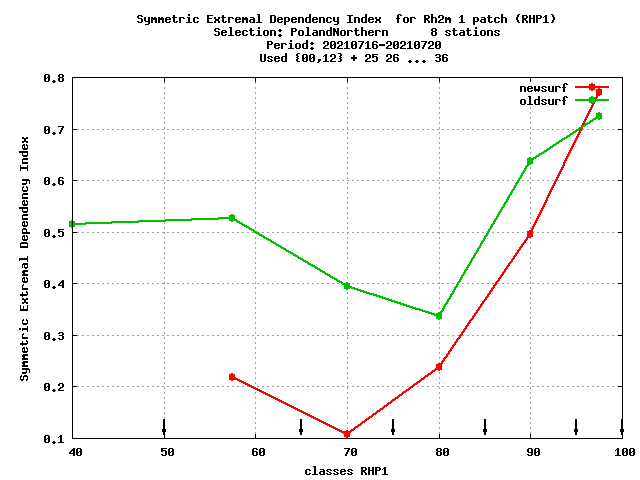 Symmetric Extremal Dependency Index  for Rh2m 1 patch (RHP1)
Selection: PolandNorthern      8 stations
Period: 20210716-20210720
Used {00,12} + 25 26 ... 36
newsurf
oldsurf
0.8
0.7
0.6
0.5
0.4
0.3
0.2
0.1
Symmetric Extremal Dependency Index
40 50 60 70 80 90 100
classes RHP1